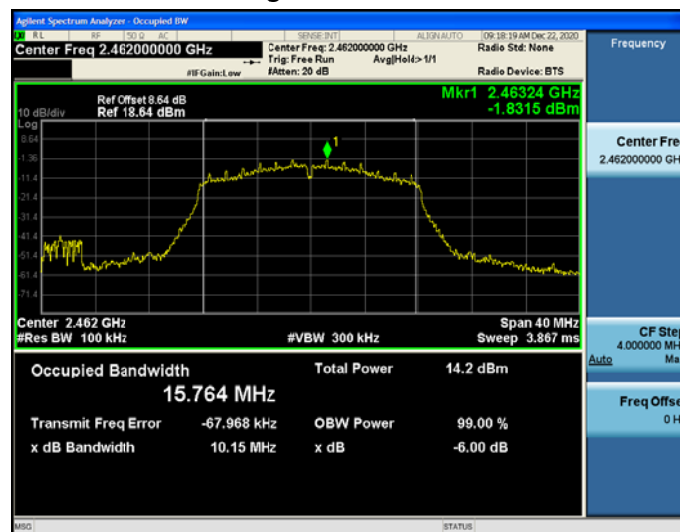 Agilent Spectrum Analyzer - Occupied BW
RL RF 50 Ω AC SENSE:INT ALIGN AUTO 09:18:19 AM Dec 22, 2020
Center Freq 2.462000000 GHz Center Freq: 2.462000000 GHz Radio Std: None
Trig: Free Run Avg|Hold:>1/1
#IFGain:Low #Atten: 20 dB Radio Device: BTS
Frequency
Mkr1 2.46324 GHz
-1.8315 dBm
Ref Offset 8.64 dB
10 dB/div Ref 18.64 dBm
Log
8.64
-1.36
-11.4
-21.4
-31.4
-41.4
-51.4
-61.4
-71.4
1
Center Fre
2.462000000 GH
Center 2.462 GHz Span 40 MHz
#Res BW 100 kHz #VBW 300 kHz Sweep 3.867 ms
CF Ste
4.000000 MH
Auto Ma
Occupied Bandwidth Total Power 14.2 dBm
15.764 MHz
Transmit Freq Error -67.968 kHz OBW Power 99.00 %
x dB Bandwidth 10.15 MHz x dB -6.00 dB
Freq Offse
0 H
MSG STATUS